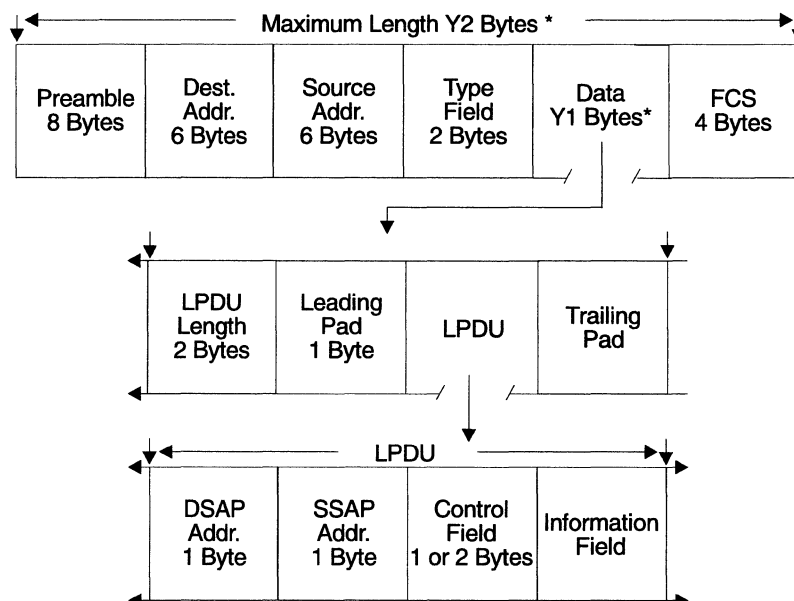 Maximum Length Y2 Bytes *
Preamble
8 Bytes
Dest.
Addr.
6 Bytes
Source
Addr.
6 Bytes
Type
Field
2 Bytes
Data
Y1 Bytes*
FCS
4 Bytes
LPDU
Length
2 Bytes
Leading
Pad
1 Byte
LPDU
Trailing
Pad
LPDU
DSAP
Addr.
1 Byte
SSAP
Addr.
1 Byte
Control
Field
1 or 2 Bytes
Information
Field